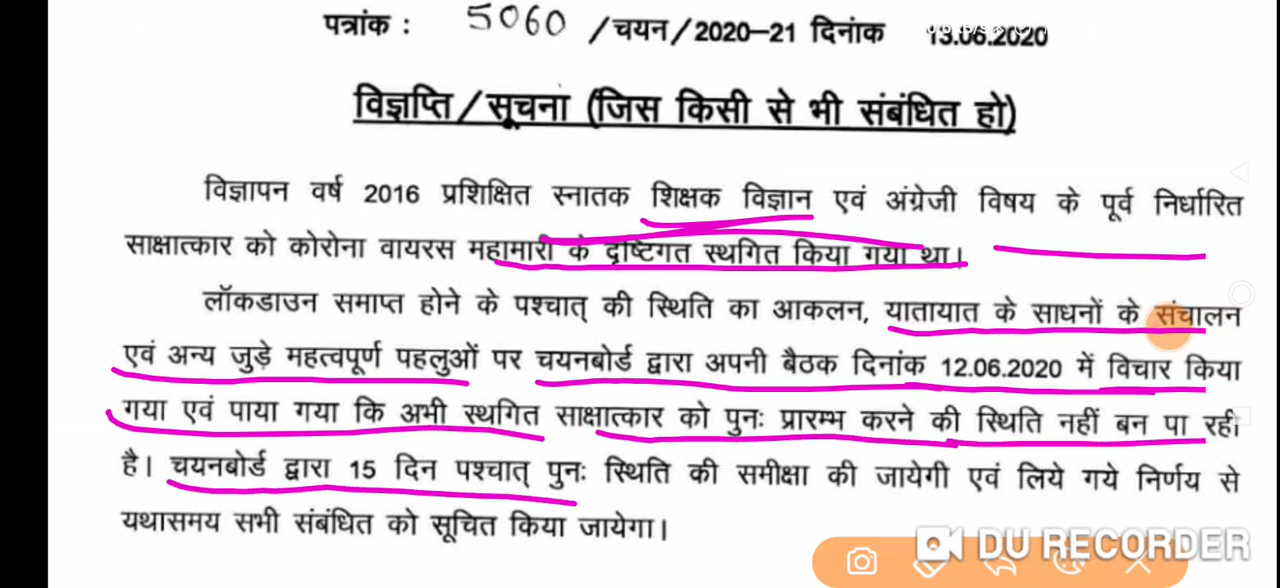 पत्रांक : 5060 /चयन/2020–21 दिनांक 13.06.2020
विज्ञप्ति/सूचना (जिस किसी से भी संबंधित हो)
विज्ञापन वर्ष 2016 प्रशिक्षित स्नातक शिक्षक विज्ञान एवं अंग्रेजी विषय के पूर्व निर्धारित
साक्षात्कार को कोरोना वायरस महामारी के दृष्टिगत स्थगित किया गया था।
लॉकडाउन समाप्त होने के पश्चात् की स्थिति का आकलन, यातायात के साधनों के संचालन
एवं अन्य जुड़े महत्वपूर्ण पहलुओं पर चयनबोर्ड द्वारा अपनी बैठक दिनांक 12.06.2020 में विचार किया
गया एवं पाया गया कि अभी स्थगित साक्षात्कार को पुनः प्रारम्भ करने की स्थिति नहीं बन पा रही
है। चयनबोर्ड द्वारा 15 दिन पश्चात् पुनः स्थिति की समीक्षा की जायेगी एवं लिये गये निर्णय से
यथासमय सभी संबंधित को सूचित किया जायेगा।
DU RECORDER